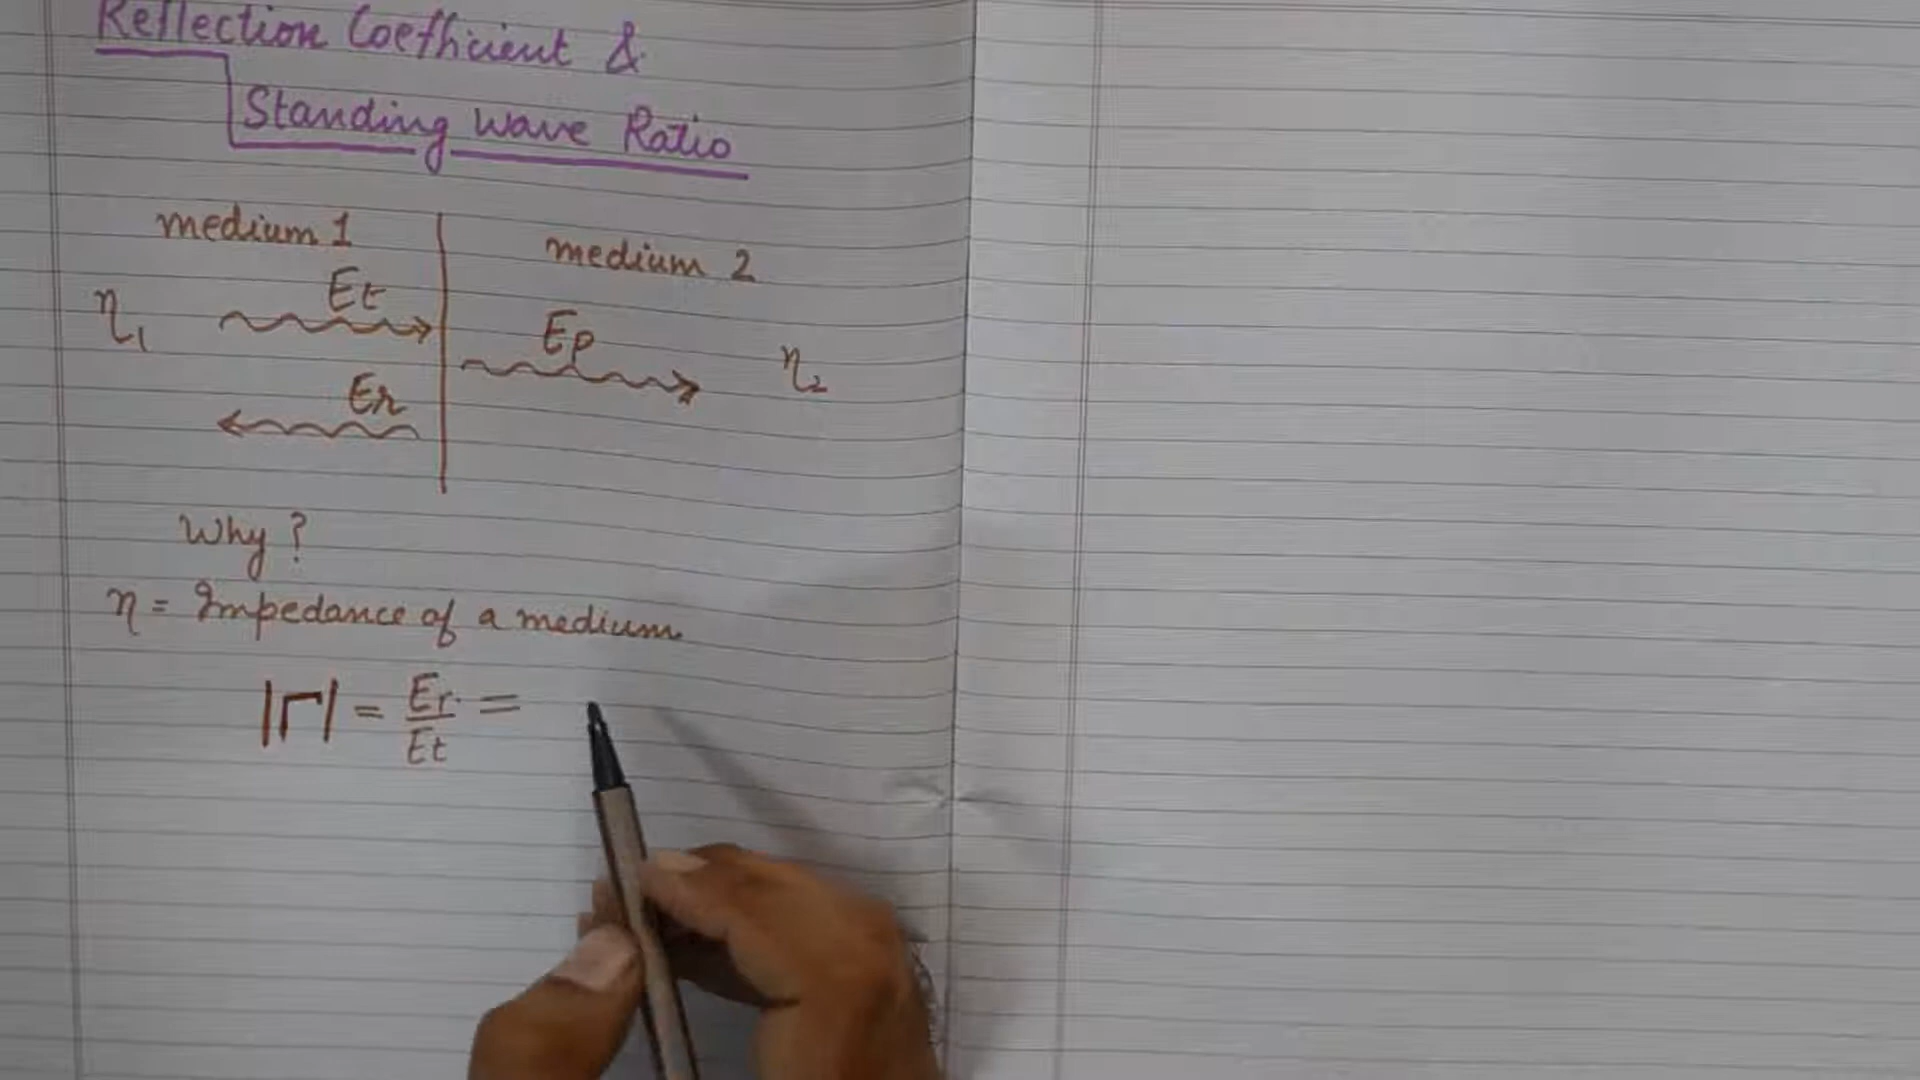 Reflection Coefficient &
Standing Wave Ratio
medium 1
medium 2
Et
η1
Ep
η2
Er
Why?
η = Impedance of a medium
|Γ| = Er/Et =